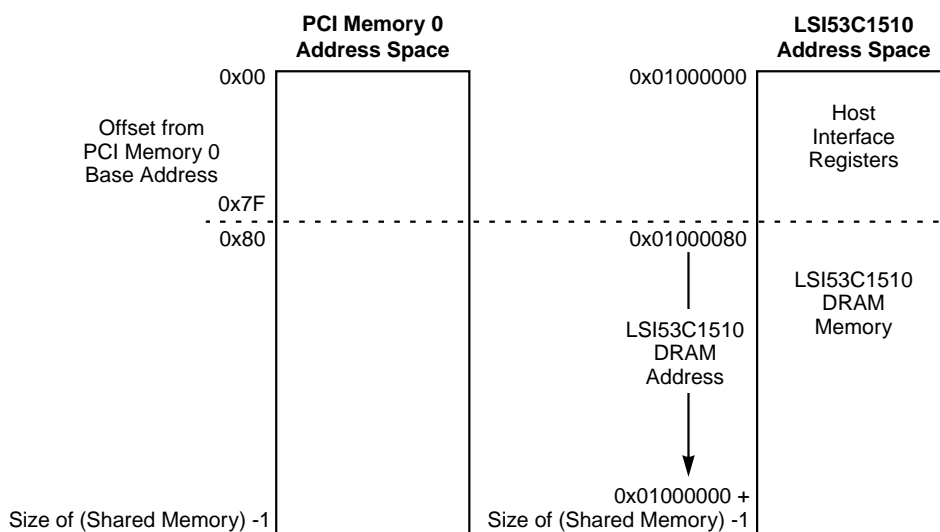 PCI Memory 0
Address Space
LSI53C1510
Address Space
0x00
0x01000000
Offset from
PCI Memory 0
Base Address
Host
Interface
Registers
0x7F
0x80
0x01000080
LSI53C1510
DRAM
Memory
LSI53C1510
DRAM
Address
0x01000000 +
Size of (Shared Memory) -1
Size of (Shared Memory) -1